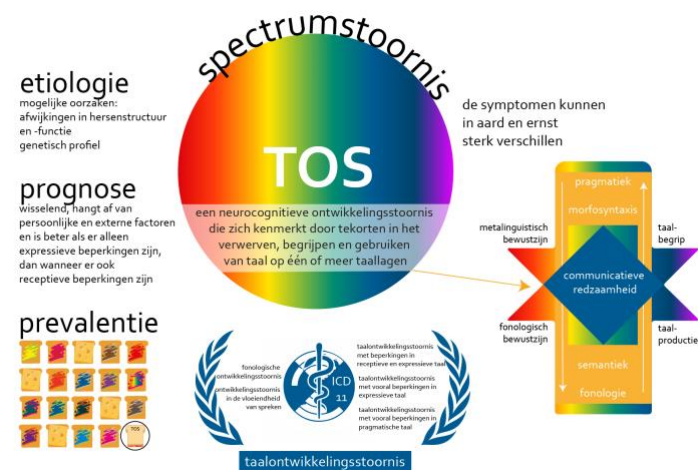 spectrumstoornis
etiologie
mogelijke oorzaken:
afwijkingen in hersenstructuur
en -functie
genetisch profiel
prognose
wisselend, hangt af van
persoonlijke en externe factoren
en is beter als er alleen
expressieve beperkingen zijn,
dan wanneer er ook
receptieve beperkingen zijn
prevalentie
TOS
TOS
een neurocognitieve ontwikkelingsstoornis
die zich kenmerkt door tekorten in het
verwerven, begrijpen en gebruiken
van taal op één of meer taallagen
de symptomen kunnen
in aard en ernst
sterk verschillen
pragmatiek
morfosyntaxis
metalinguistisch
bewustzijn
taal-
begrip
communicatieve
redzaamheid
fonologisch
bewustzijn
taal-
productie
semantiek
fonologie
fonologische
ontwikkelingsstoornis
ontwikkelingsstoornis
in de vloeiendheid
van spreken
ICD
11
taalontwikkelingsstoornis
met beperkingen in
receptieve en expressieve taal
taalontwikkelingsstoornis
met vooral beperkingen in
expressieve taal
taalontwikkelingsstoornis
met vooral beperkingen in
pragmatische taal
taalontwikkelingsstoornis